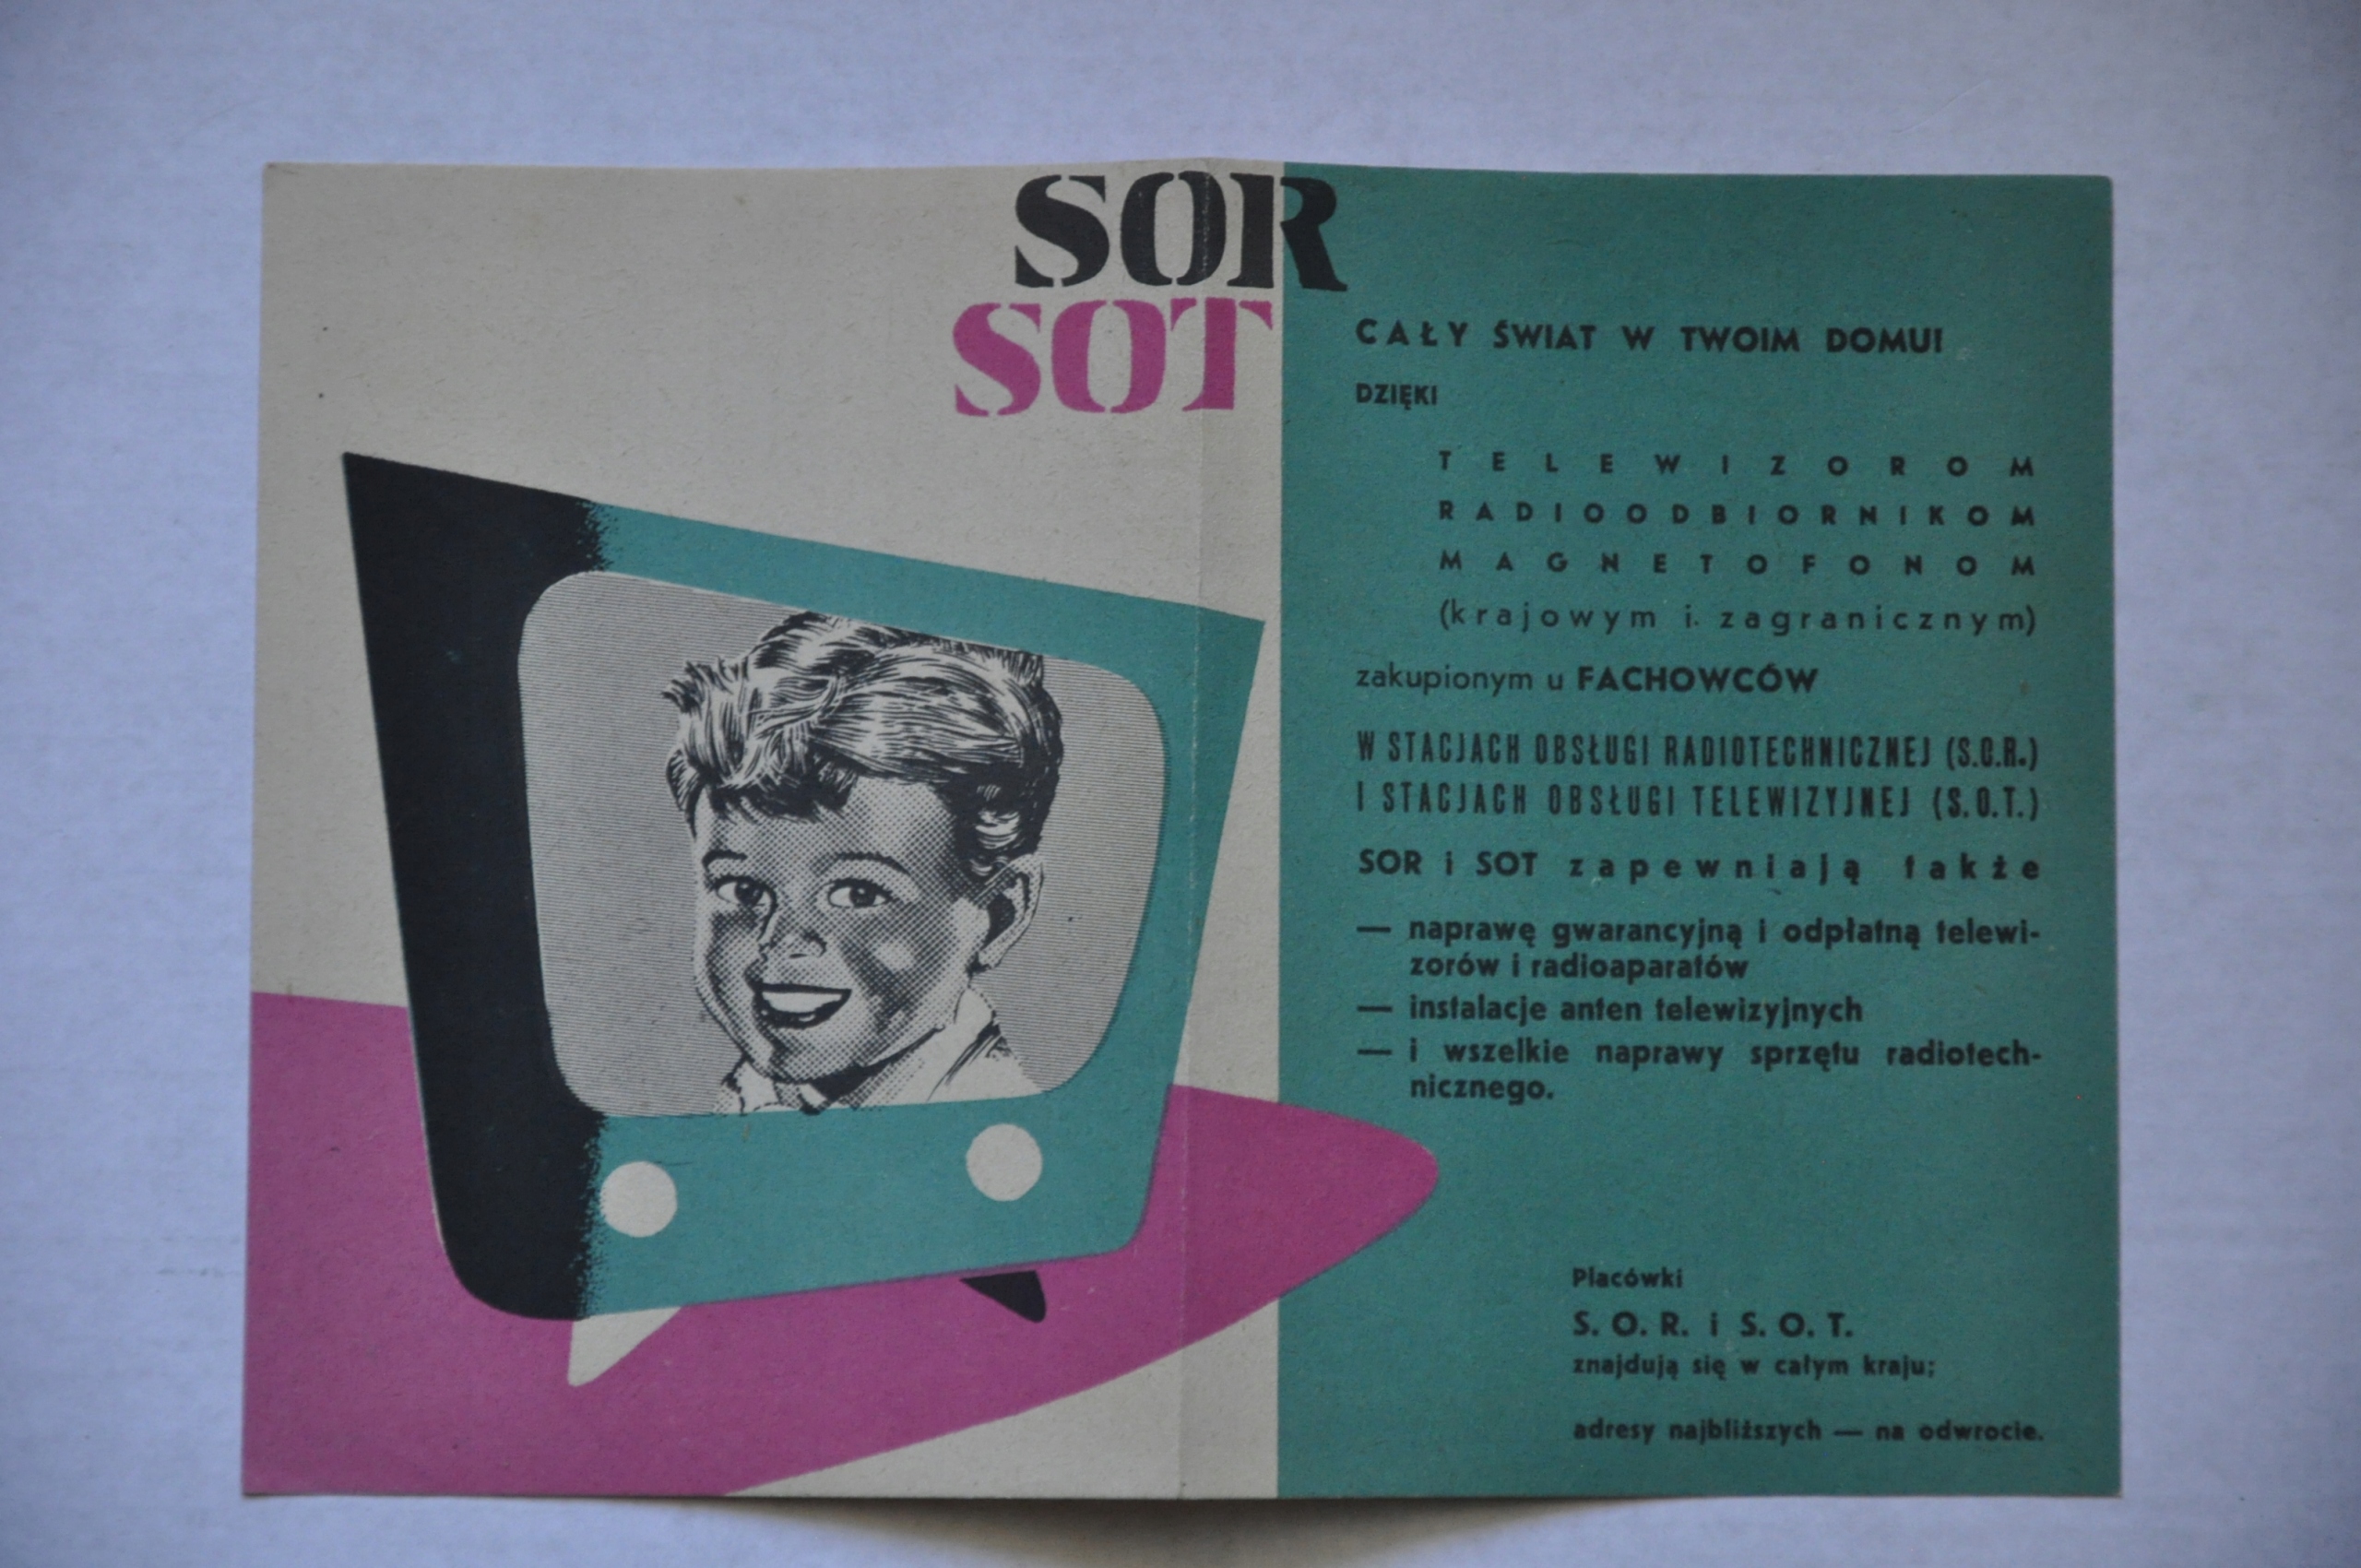 SOR
SOT
CAŁY ŚWIAT W TWOIM DOMU!
DZIĘKI
TELEWIZOROM
RADIOODBIORNIKOM
MAGNETOFONOM
(krajowym i zagranicznym)
zakupionym u FACHOWCÓW
W STACJACH OBSŁUGI RADIOTECHNICZNEJ (S.O.R.)
I STACJACH OBSŁUGI TELEWIZYJNEJ (S.O.T.)
SOR i SOT zapewniają także
— naprawę gwarancyjną i odpłatną telewi-
zorów i radioaparatów
— instalacje anten telewizyjnych
— i wszelkie naprawy sprzętu radiotech-
nicznego.
Placówki
S. O. R. i S. O. T.
znajdują się w całym kraju;
adresy najbliższych — na odwrocie.